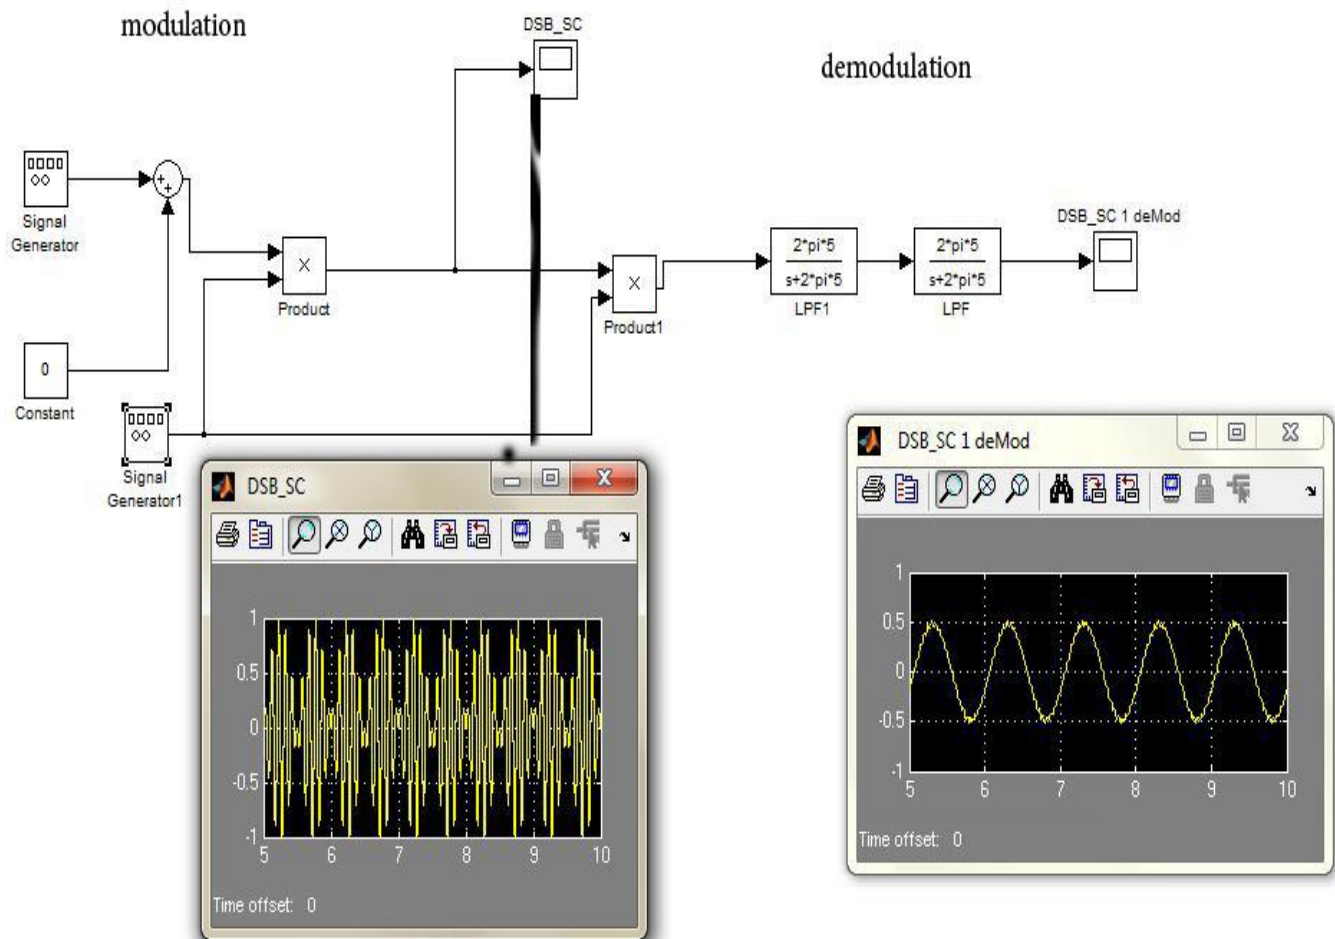 modulation
DSB_SC
demodulation
Signal
Generator
+
+
X
Product
0
Constant
Signal
Generator1
X
Product1
2*pi*5
s+2*pi*5
LPF1
2*pi*5
s+2*pi*5
LPF
DSB_SC 1 deMod
DSB_SC
1
0.5
0
-0.5
-1
5 6 7 8 9 10
Time offset: 0
DSB_SC 1 deMod
1
0.5
0
-0.5
-1
5 6 7 8 9 10
Time offset: 0